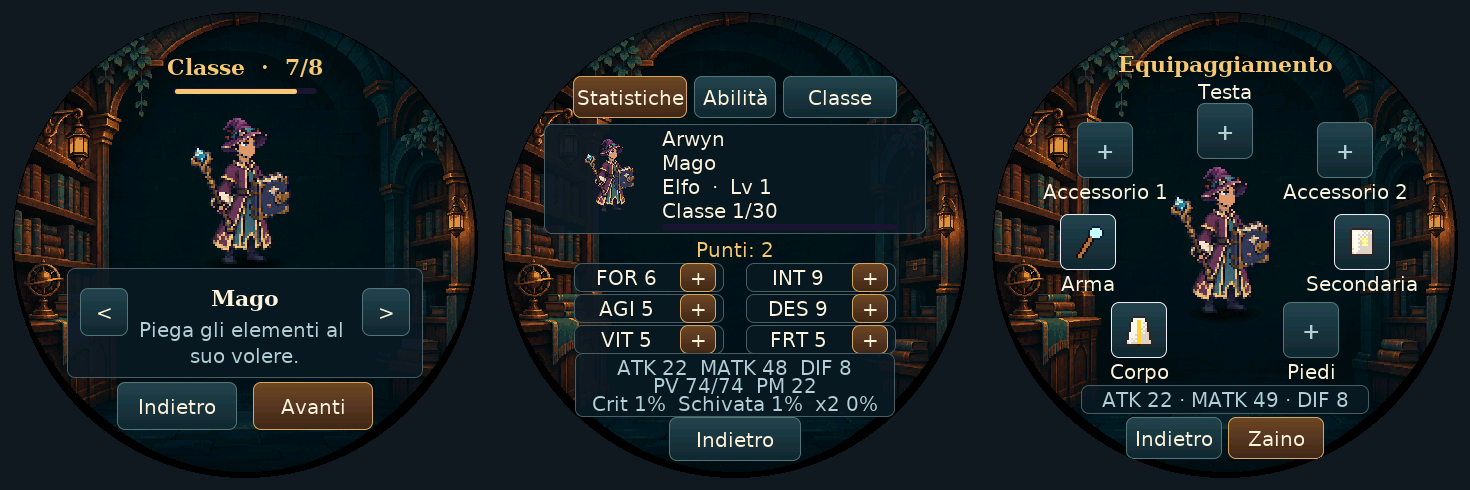 Classe · 7/8
<
Mago
>
Piega gli elementi al
suo volere.
Indietro
Avanti
Statistiche
Abilità
Classe
Arwyn
Mago
Elfo · Lv 1
Classe 1/30
Punti: 2
FOR 6 +
INT 9 +
AGI 5 +
DES 9 +
VIT 5 +
FRT 5 +
ATK 22 MATK 48 DIF 8
PV 74/74 PM 22
Crit 1% Schivata 1% x2 0%
Indietro
Equipaggiamento
Testa
+
+
+
Accessorio 1
Accessorio 2
Arma
Secondaria
+
Corpo
Piedi
ATK 22 · MATK 49 · DIF 8
Indietro
Zaino